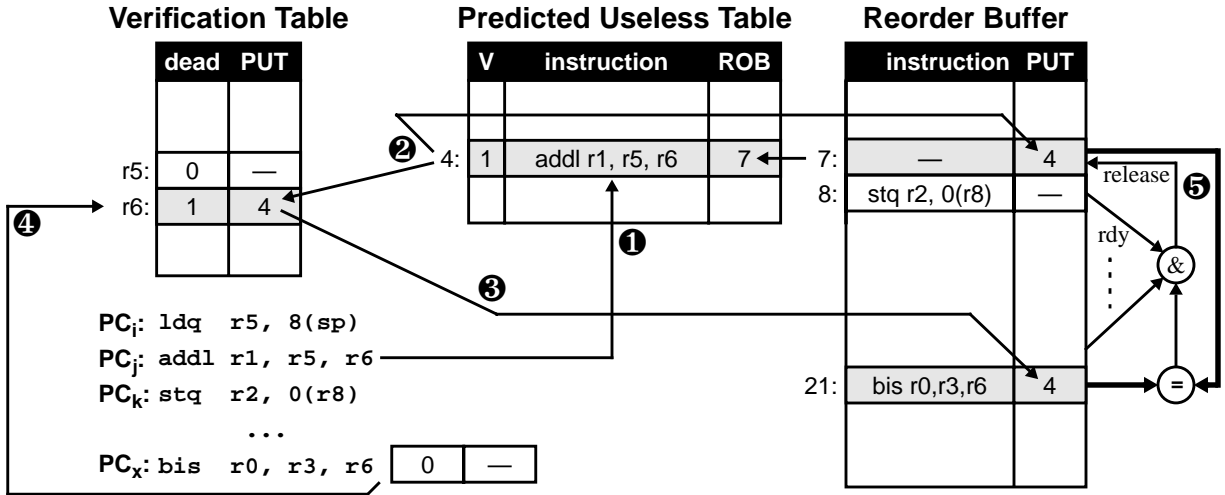 Verification Table Predicted Useless Table Reorder Buffer
dead PUT V instruction ROB instruction PUT
❷ 4: 1 addl r1, r5, r6 7 7: — 4
r5: 0 — release ❺
8: stq r2, 0(r8) —
r6: 1 4
❹ ❶ rdy
&
❸
PCi: ldq r5, 8(sp)
PCj: addl r1, r5, r6
PCk: stq r2, 0(r8)
21: bis r0,r3,r6 4 =
...
PCx: bis r0, r3, r6 0 —